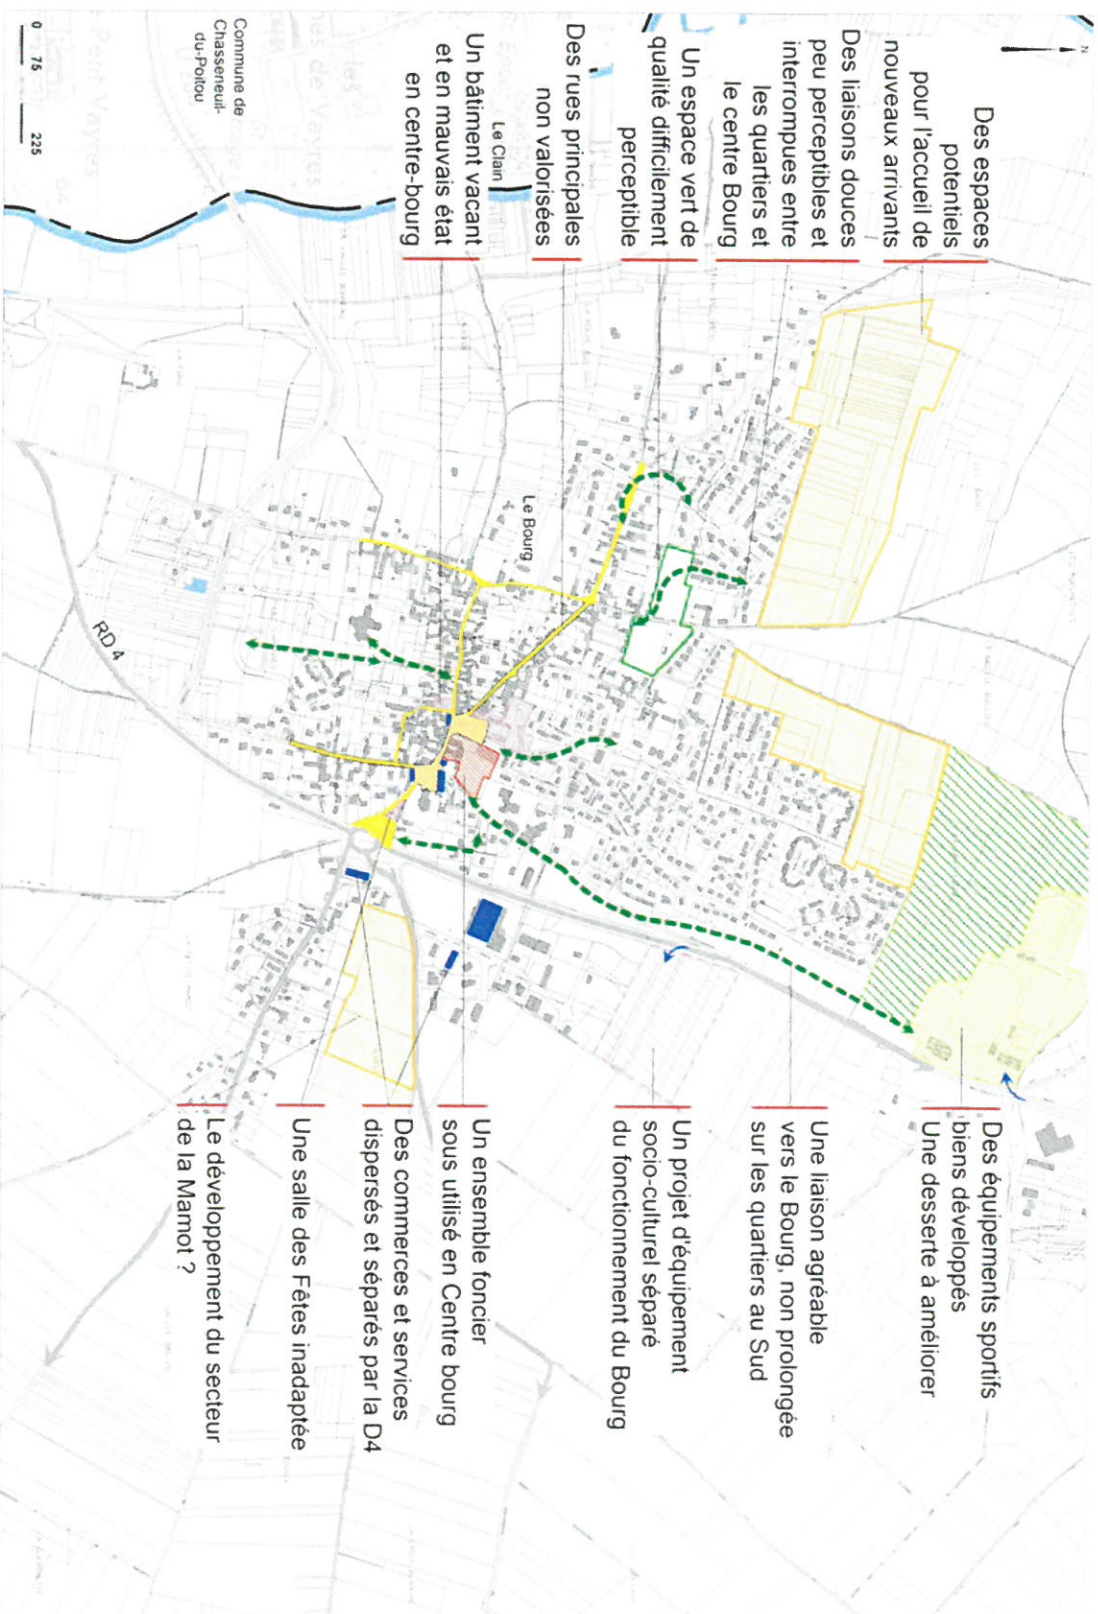 N
Des espaces
potentiels
pour l'accueil de
nouveaux arrivants
Des liaisons douces
peu perceptibles et
interrompues entre
les quartiers et
le centre Bourg
Un espace vert de
qualité difficilement
perceptible
Des rues principales
non valorisées
Un bâtiment vacant
et en mauvais état
en centre-bourg
Le Clain
Commune de
Chasseneuil-
du-Poitou
0 75 225
Le Bourg
RD 4
Des équipements sportifs
biens développés
Une desserte à améliorer
Une liaison agréable
vers le Bourg, non prolongée
sur les quartiers au Sud
Un projet d'équipement
socio-culturel séparé
du fonctionnement du Bourg
Un ensemble foncier
sous utilisé en Centre bourg
Des commerces et services
dispersés et séparés par la D4
Une salle des Fêtes inadaptée
Le développement du secteur
de la Mamot ?